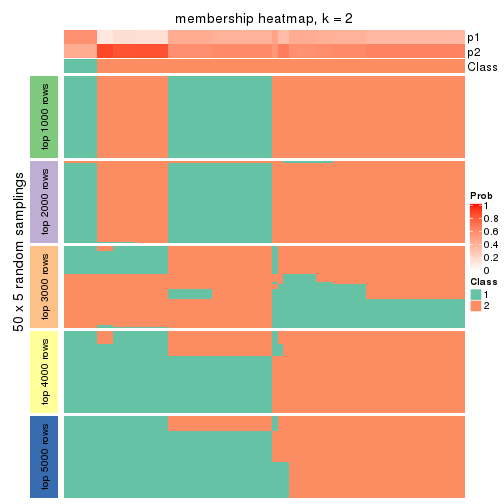 membership heatmap, k = 2
p1
p2
Class
50 x 5 random samplings
top 1000 rows
top 2000 rows
top 3000 rows
top 4000 rows
top 5000 rows
Prob
1
0.8
0.6
0.4
0.2
0
Class
1
2